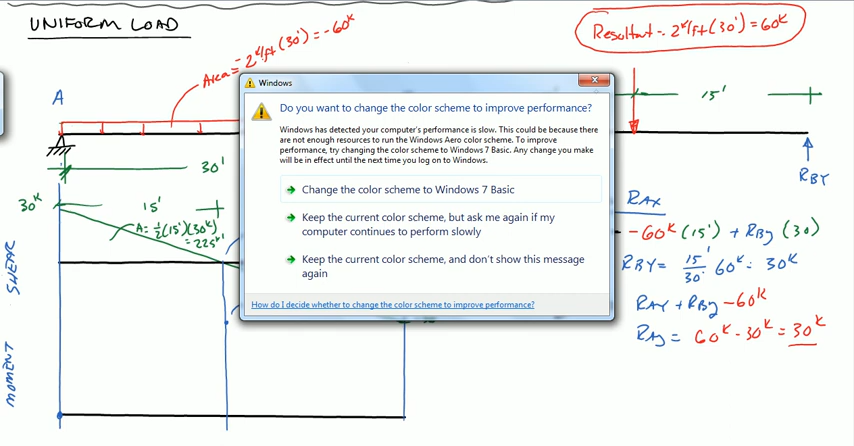 UNIFORM LOAD
Area = -2 k/ft (30') = -60k
Resultant = 2 k/ft (30') = 60k
A
15'
30'
RBY
30k
15'
A = 1/2 (15')(30k)
= 225k'
SHEAR
MOMENT
Windows
Do you want to change the color scheme to improve performance?
Windows has detected your computer's performance is slow. This could be because there
are not enough resources to run the Windows Aero color scheme. To improve
performance, try changing the color scheme to Windows 7 Basic. Any change you make
will be in effect until the next time you log on to Windows.
Change the color scheme to Windows 7 Basic
Keep the current color scheme, but ask me again if my
computer continues to perform slowly
Keep the current color scheme, and don't show this message
again
How do I decide whether to change the color scheme to improve performance?
RAX
-60k (15') + RBy (30)
RBY = 15'/30' 60k = 30k
RAY + RBy -60k
RAy = 60k - 30k = 30k